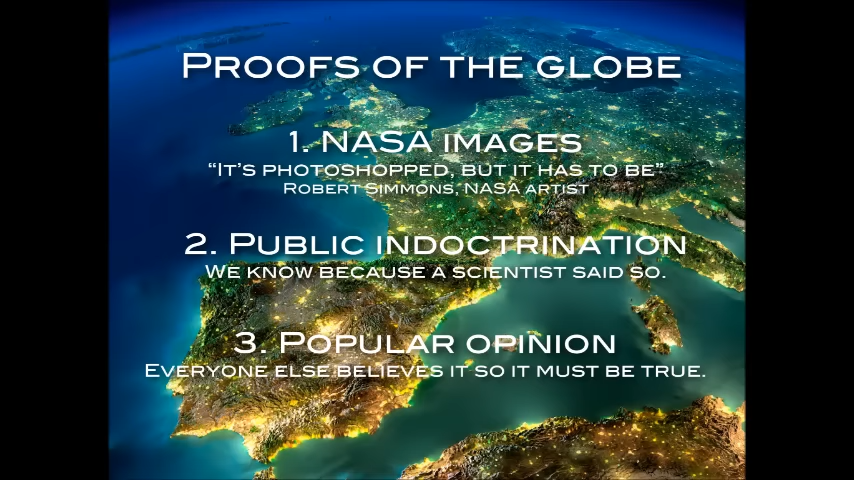 PROOFS OF THE GLOBE
1. NASA IMAGES
“IT’S PHOTOSHOPPED, BUT IT HAS TO BE”
ROBERT SIMMONS, NASA ARTIST
2. PUBLIC INDOCTRINATION
WE KNOW BECAUSE A SCIENTIST SAID SO.
3. POPULAR OPINION
EVERYONE ELSE BELIEVES IT SO IT MUST BE TRUE.